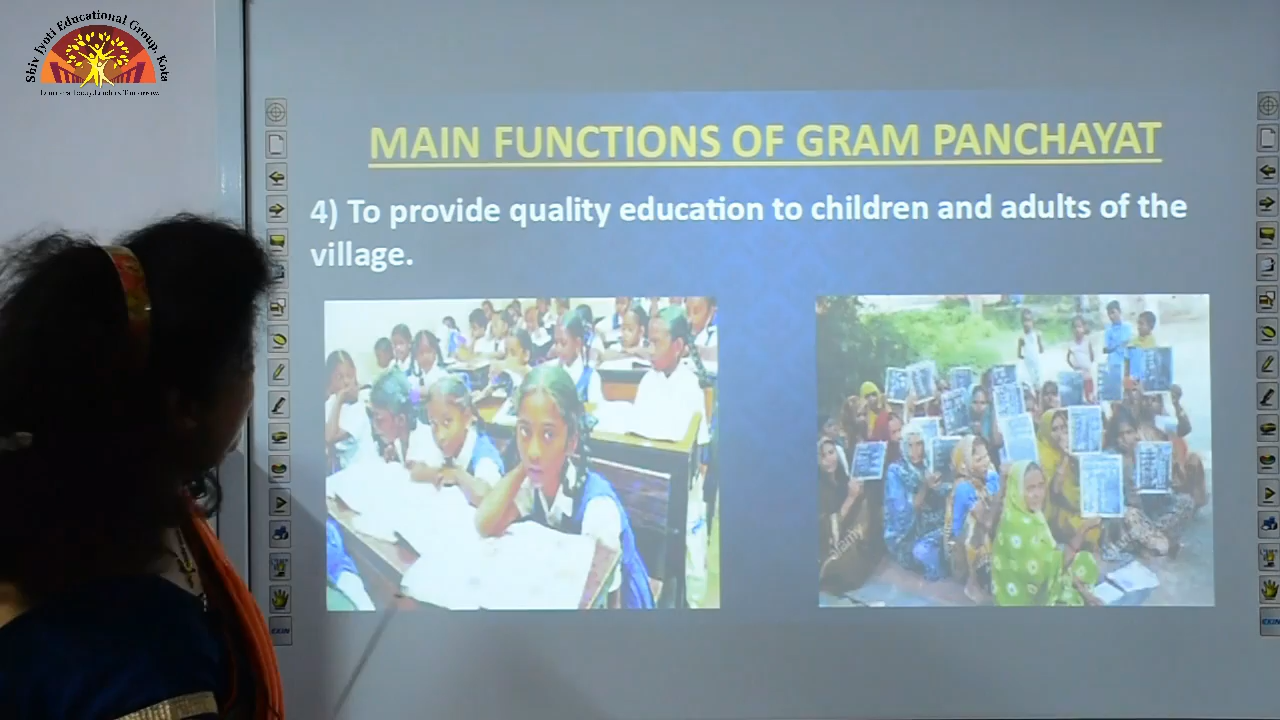 Shiv Jyoti Educational Group, Kota
MAIN FUNCTIONS OF GRAM PANCHAYAT
4) To provide quality education to children and adults of the
village.